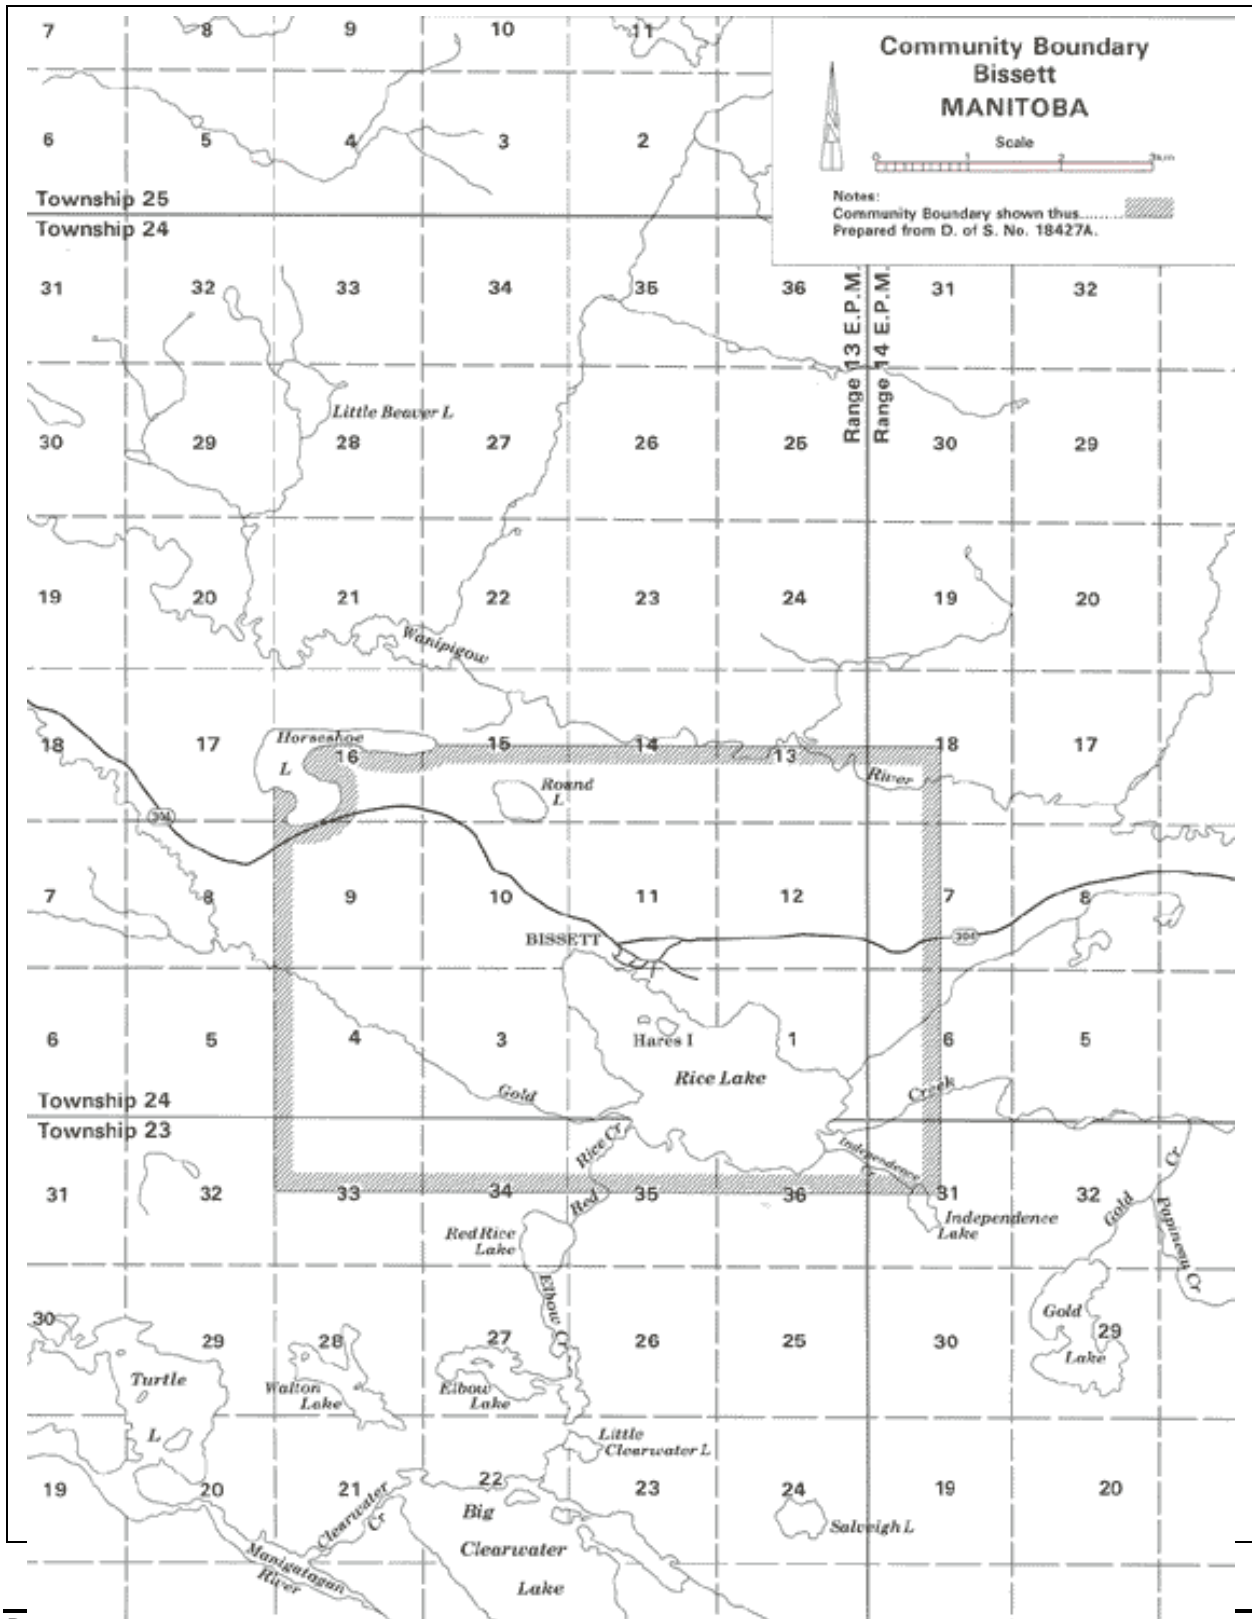 7 8 9 10 11
Community Boundary
Bissett
MANITOBA
Scale
0 1 2 3km
Notes:
Community Boundary shown thus........
Prepared from D. of S. No. 18427A.
6 5 4 3 2
Township 25
Township 24
31 32 33 34 35 36 31 32
Range 13 E.P.M.
Range 14 E.P.M.
Little Beaver L
30 29 28 27 26 25 30 29
19 20 21 22 23 24 19 20
Wanipigow
18 17 16 15 14 13 18 17
Horseshoe
L
Round
L
River
304
7 8 9 10 11 12 7 8
BISSETT
304
6 5 4 3 1 6 5
Hares I
Rice Lake
Gold
Creek
Township 24
Township 23
Rice Cr
Independence
Cr
Cr
31 32 33 34 35 36 31 32
Red
Gold
Papineau Cr
Independence
Lake
Red Rice
Lake
Elbow Cr
30 29 28 27 26 25 30 29
Gold
Lake
Turtle
L
Walton
Lake
Elbow
Lake
Little
Clearwater L
19 20 21 22 23 24 19 20
Clearwater
Cr
Big
Clearwater
Lake
Salveigh L
Manigatagan
River